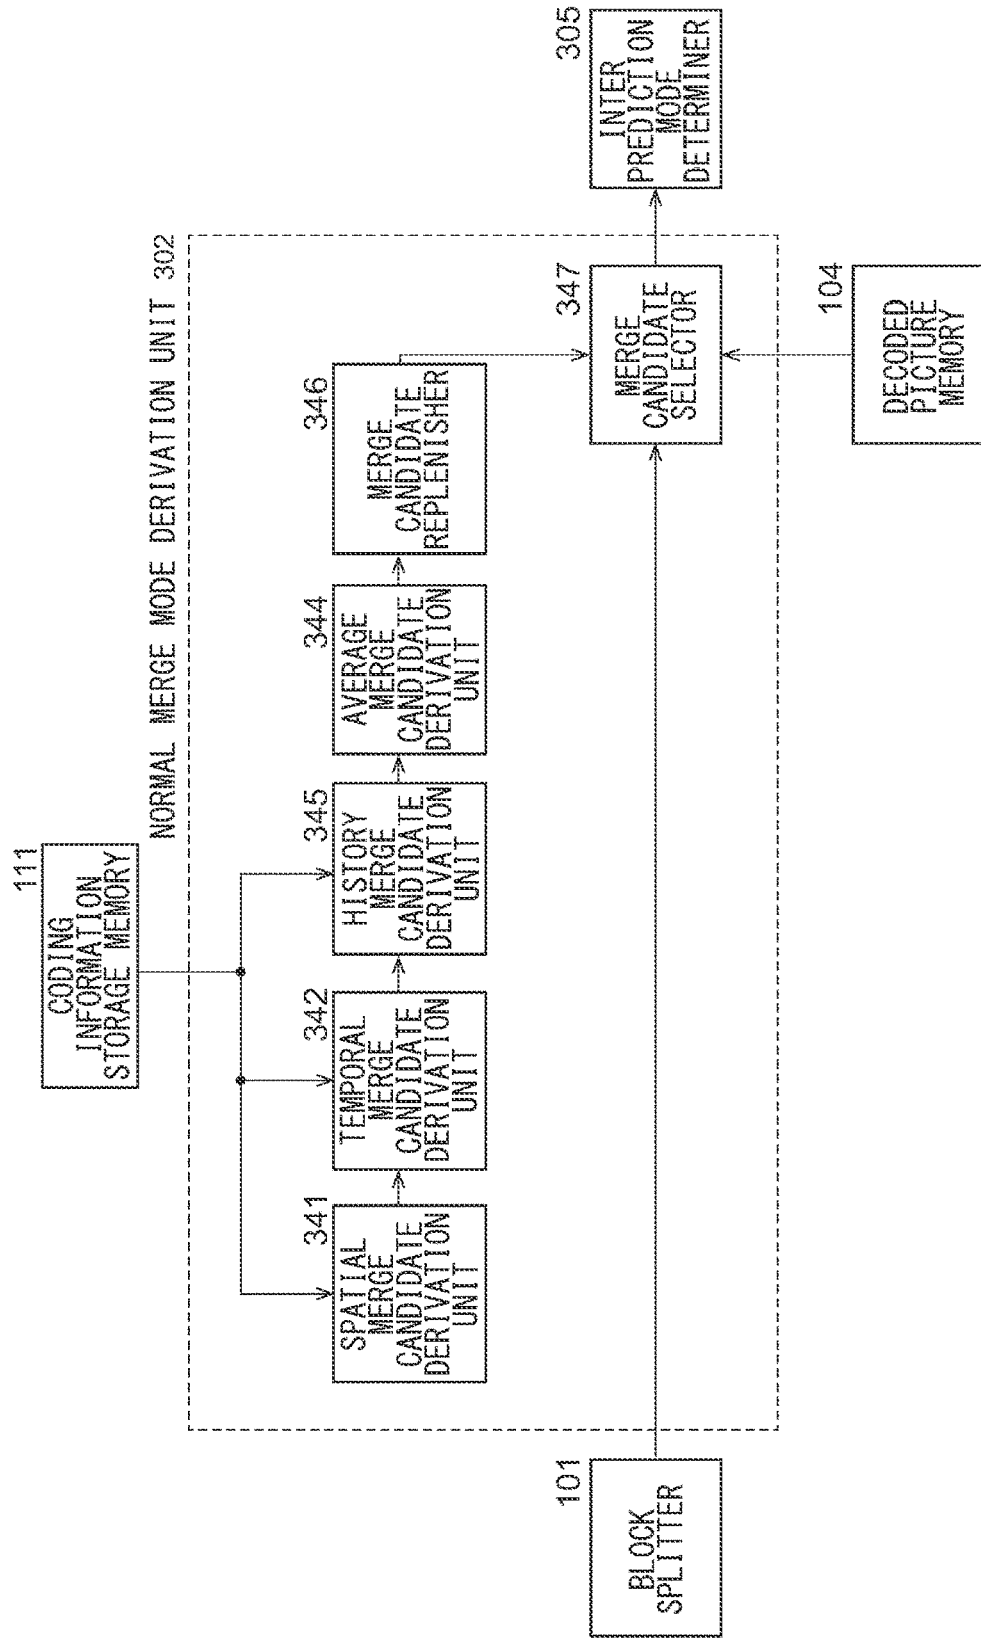 111
CODING
INFORMATION
STORAGE MEMORY
NORMAL MERGE MODE DERIVATION UNIT 302
341
SPATIAL
MERGE
CANDIDATE
DERIVATION
UNIT
342
TEMPORAL
MERGE
CANDIDATE
DERIVATION
UNIT
345
HISTORY
MERGE
CANDIDATE
DERIVATION
UNIT
344
AVERAGE
MERGE
CANDIDATE
DERIVATION
UNIT
346
MERGE
CANDIDATE
REPLENISHER
101
BLOCK
SPLITTER
347
MERGE
CANDIDATE
SELECTOR
305
INTER
PREDICTION
MODE
DETERMINER
104
DECODED
PICTURE
MEMORY